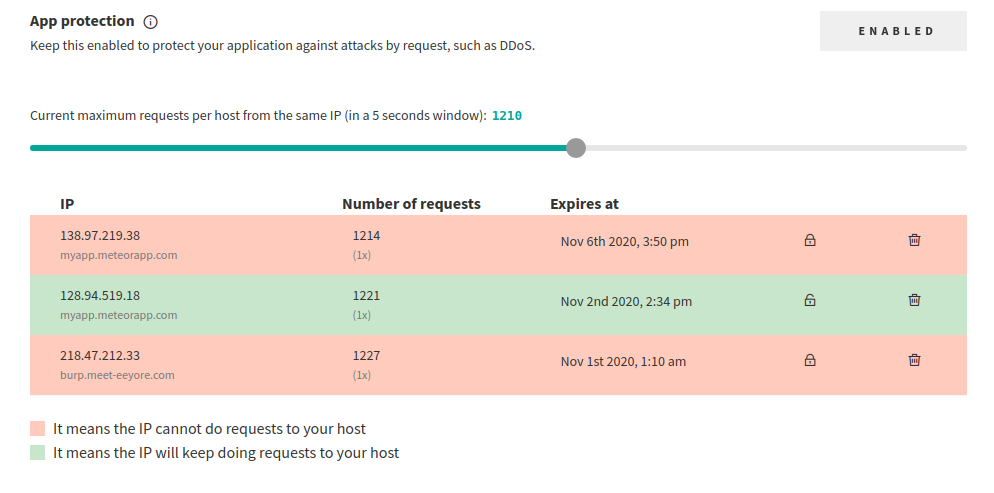 App protection
ENABLED
Keep this enabled to protect your application against attacks by request, such as DDoS.
Current maximum requests per host from the same IP (in a 5 seconds window): 1210
IP Number of requests Expires at
138.97.219.38 1214 Nov 6th 2020, 3:50 pm
myapp.meteorapp.com (1x)
128.94.519.18 1221 Nov 2nd 2020, 2:34 pm
myapp.meteorapp.com (1x)
218.47.212.33 1227 Nov 1st 2020, 1:10 am
burp.meet-eeyore.com (1x)
It means the IP cannot do requests to your host
It means the IP will keep doing requests to your host